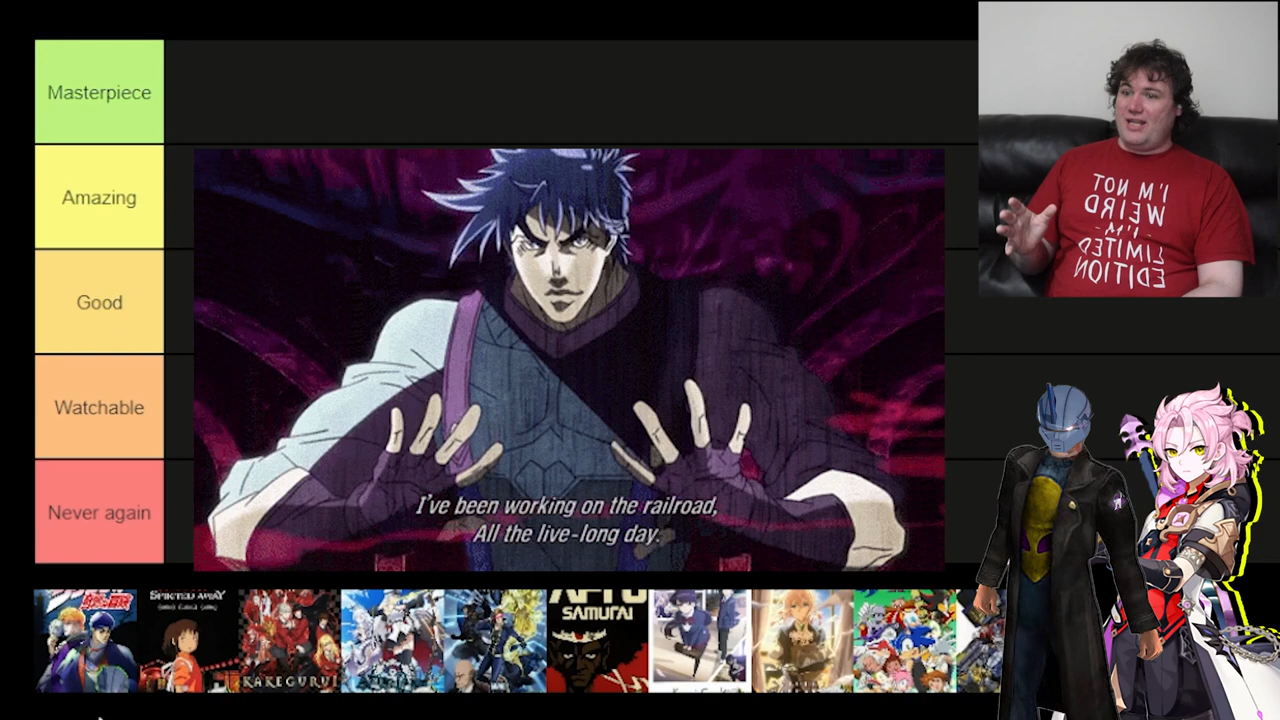 Masterpiece
Amazing
Good
Watchable
Never again
I'M NOT
WEIRD
- I'M -
LIMITED
EDITION
I've been working on the railroad,
All the live-long day.
SPIRITED AWAY
KAKEGURUI
AFRO
SAMURAI